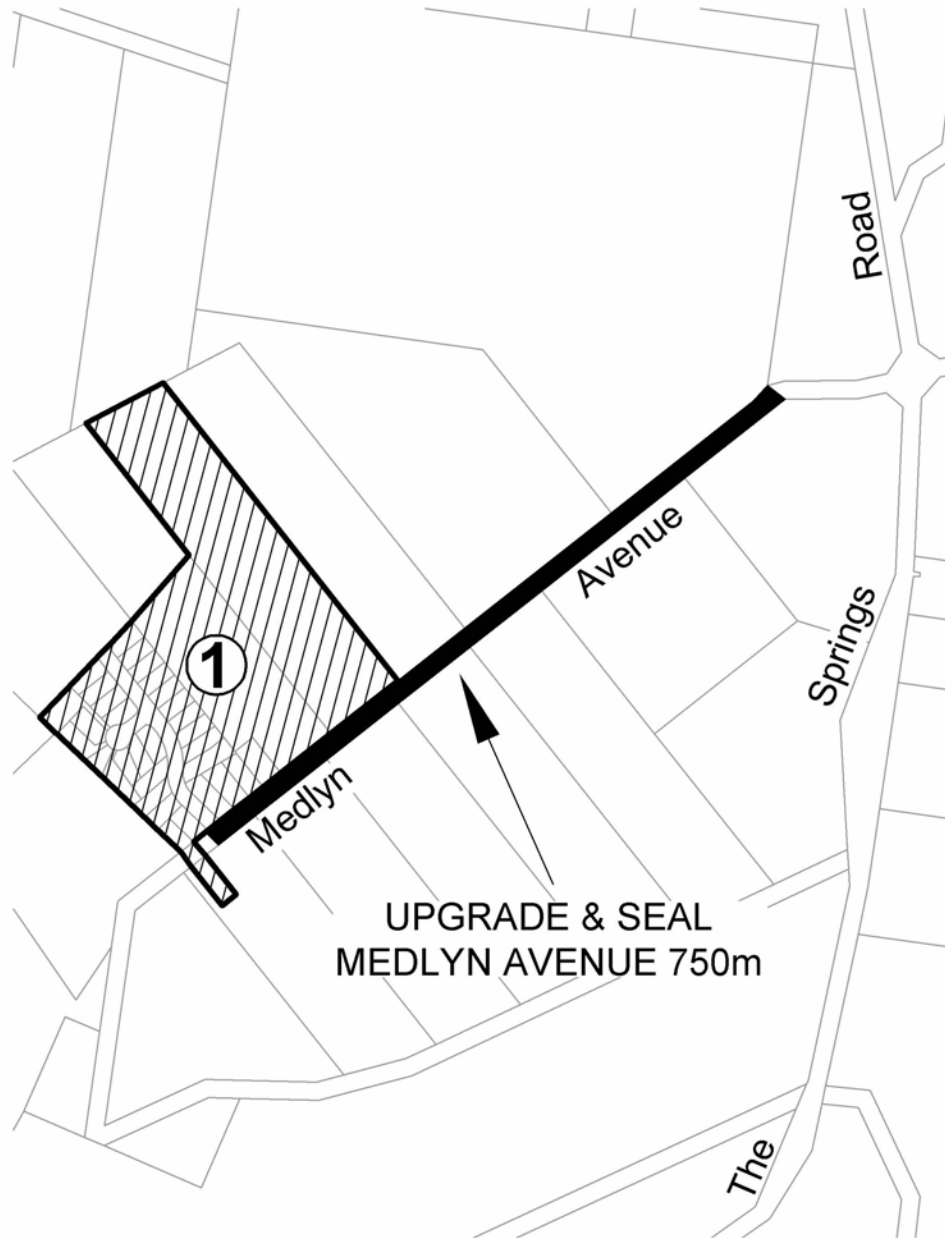 The Springs Road
1
Medlyn Avenue
UPGRADE & SEAL
MEDLYN AVENUE 750m